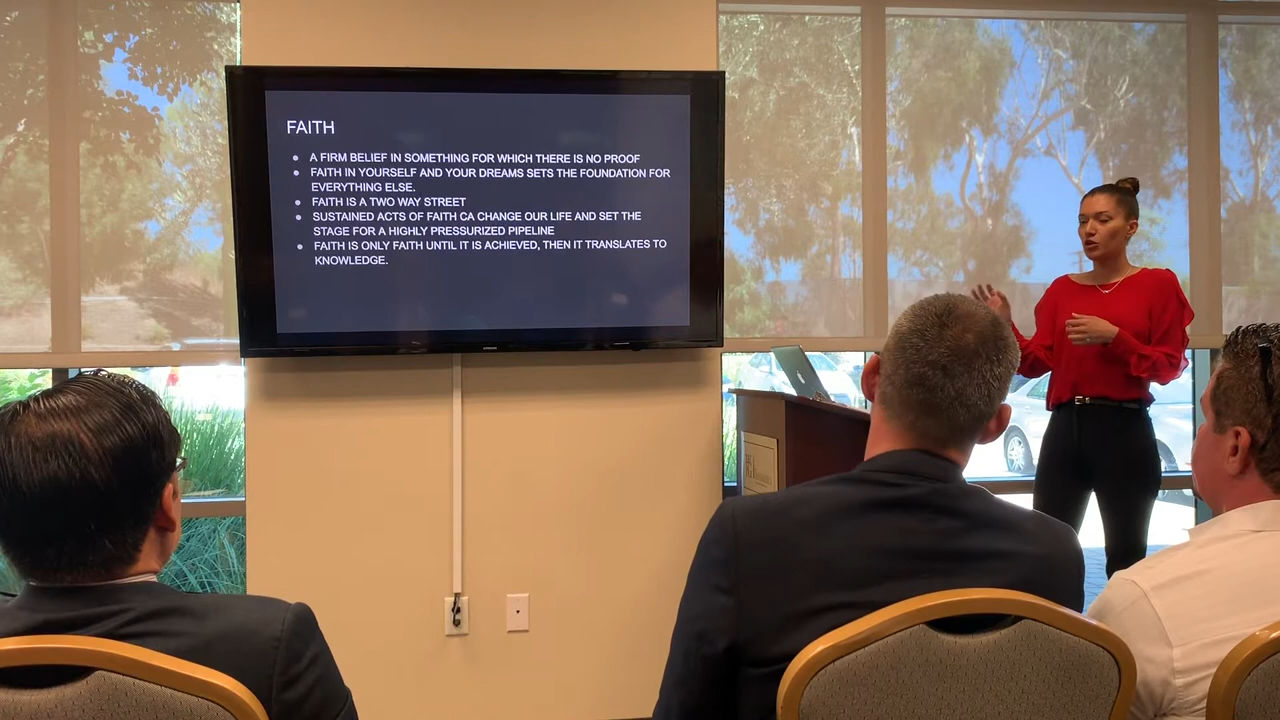 FAITH
● A FIRM BELIEF IN SOMETHING FOR WHICH THERE IS NO PROOF
● FAITH IN YOURSELF AND YOUR DREAMS SETS THE FOUNDATION FOR
EVERYTHING ELSE.
● FAITH IS A TWO WAY STREET
● SUSTAINED ACTS OF FAITH CA CHANGE OUR LIFE AND SET THE
STAGE FOR A HIGHLY PRESSURIZED PIPELINE
● FAITH IS ONLY FAITH UNTIL IT IS ACHIEVED, THEN IT TRANSLATES TO
KNOWLEDGE.